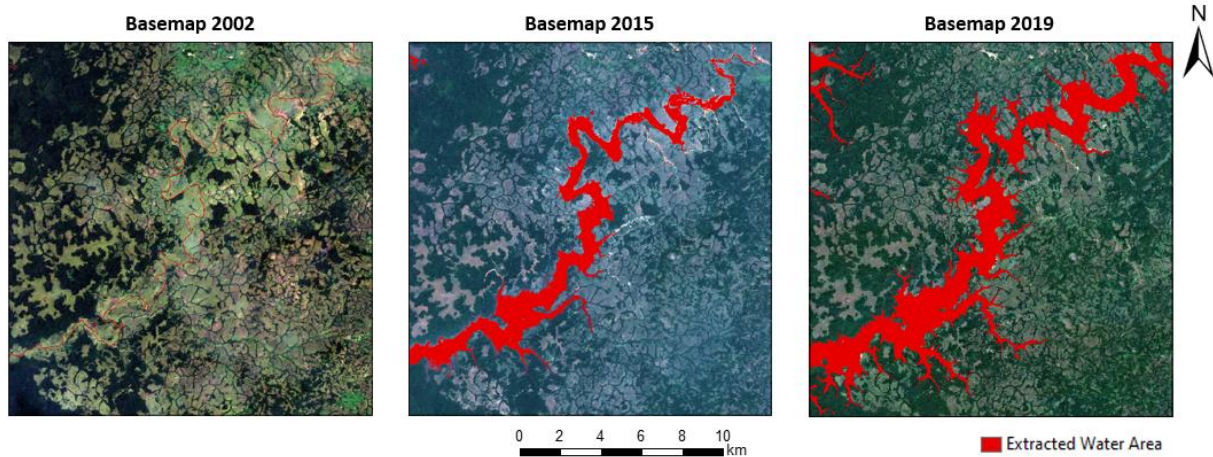 Basemap 2002
Basemap 2015
Basemap 2019
N
0 2 4 6 8 10
km
Extracted Water Area